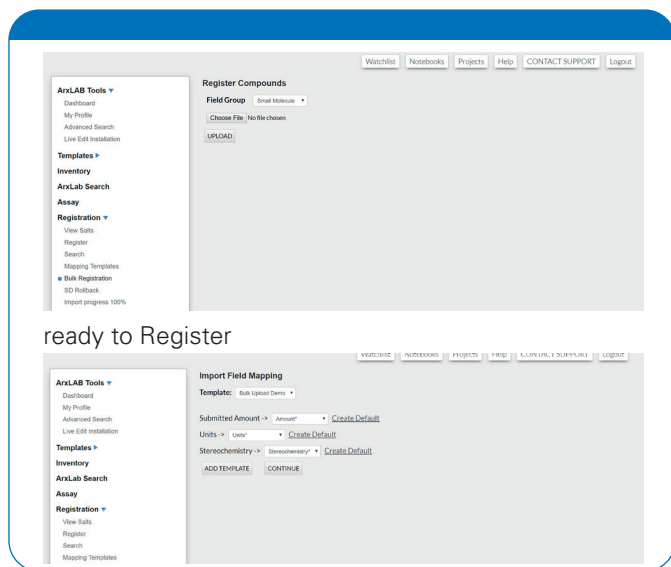 Watchlist Notebooks Projects Help CONTACT SUPPORT Logout
ArxLAB Tools
Dashboard
My Profile
Advanced Search
Live Edit Installation
Templates
Inventory
ArxLab Search
Assay
Registration
View Salts
Register
Search
Mapping Templates
Bulk Registration
SD Rollback
Import progress 100%
Register Compounds
Field Group Small Molecule
Choose File No file chosen
UPLOAD
ready to Register
Watchlist Notebooks Projects Help CONTACT SUPPORT Logout
ArxLAB Tools
Dashboard
My Profile
Advanced Search
Live Edit Installation
Templates
Inventory
ArxLab Search
Assay
Registration
View Salts
Register
Search
Mapping Templates
Import Field Mapping
Template: Bulk Upload Demo
Submitted Amount -> Amount* Create Default
Units -> Units* Create Default
Stereochemistry -> Stereochemistry* Create Default
ADD TEMPLATE CONTINUE